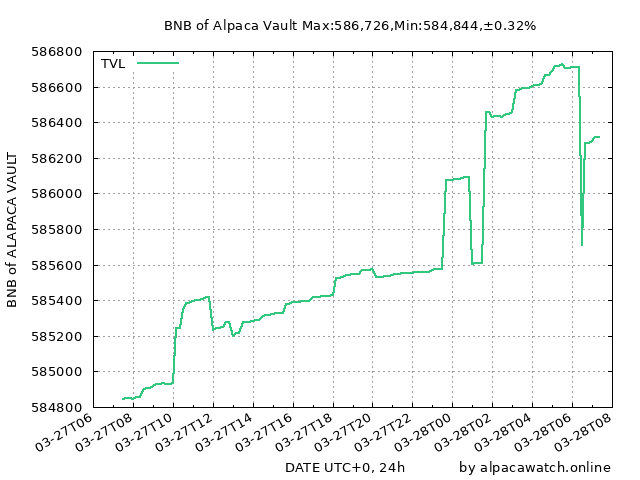 BNB of Alpaca Vault Max:586,726,Min:584,844,±0.32%
TVL
586800
586600
586400
586200
586000
585800
585600
585400
585200
585000
584800
BNB of ALAPACA VAULT
03-27T06
03-27T08
03-27T10
03-27T12
03-27T14
03-27T16
03-27T18
03-27T20
03-27T22
03-28T00
03-28T02
03-28T04
03-28T06
03-28T08
DATE UTC+0, 24h
by alpacawatch.online